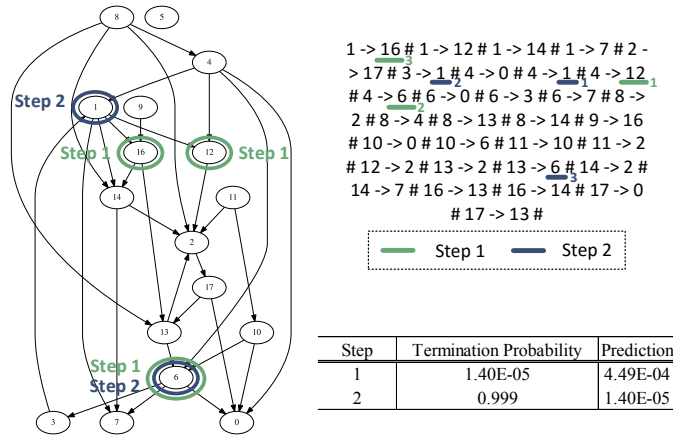 8
5
4
Step 2
1
9
Step 1
16
12
Step 1
14
11
2
17
13
10
Step 1
Step 2
6
3
7
0
1 -> 16 # 1 -> 12 # 1 -> 14 # 1 -> 7 # 2 -
3
> 17 # 3 -> 1 # 4 -> 0 # 4 -> 1 # 4 -> 12
2 1 1
# 4 -> 6 # 6 -> 0 # 6 -> 3 # 6 -> 7 # 8 ->
2
2 # 8 -> 4 # 8 -> 13 # 8 -> 14 # 9 -> 16
# 10 -> 0 # 10 -> 6 # 11 -> 10 # 11 -> 2
# 12 -> 2 # 13 -> 2 # 13 -> 6 # 14 -> 2 #
3
14 -> 7 # 16 -> 13 # 16 -> 14 # 17 -> 0
# 17 -> 13 #
Step 1 Step 2
Step Termination Probability Prediction
1 1.40E-05 4.49E-04
2 0.999 1.40E-05